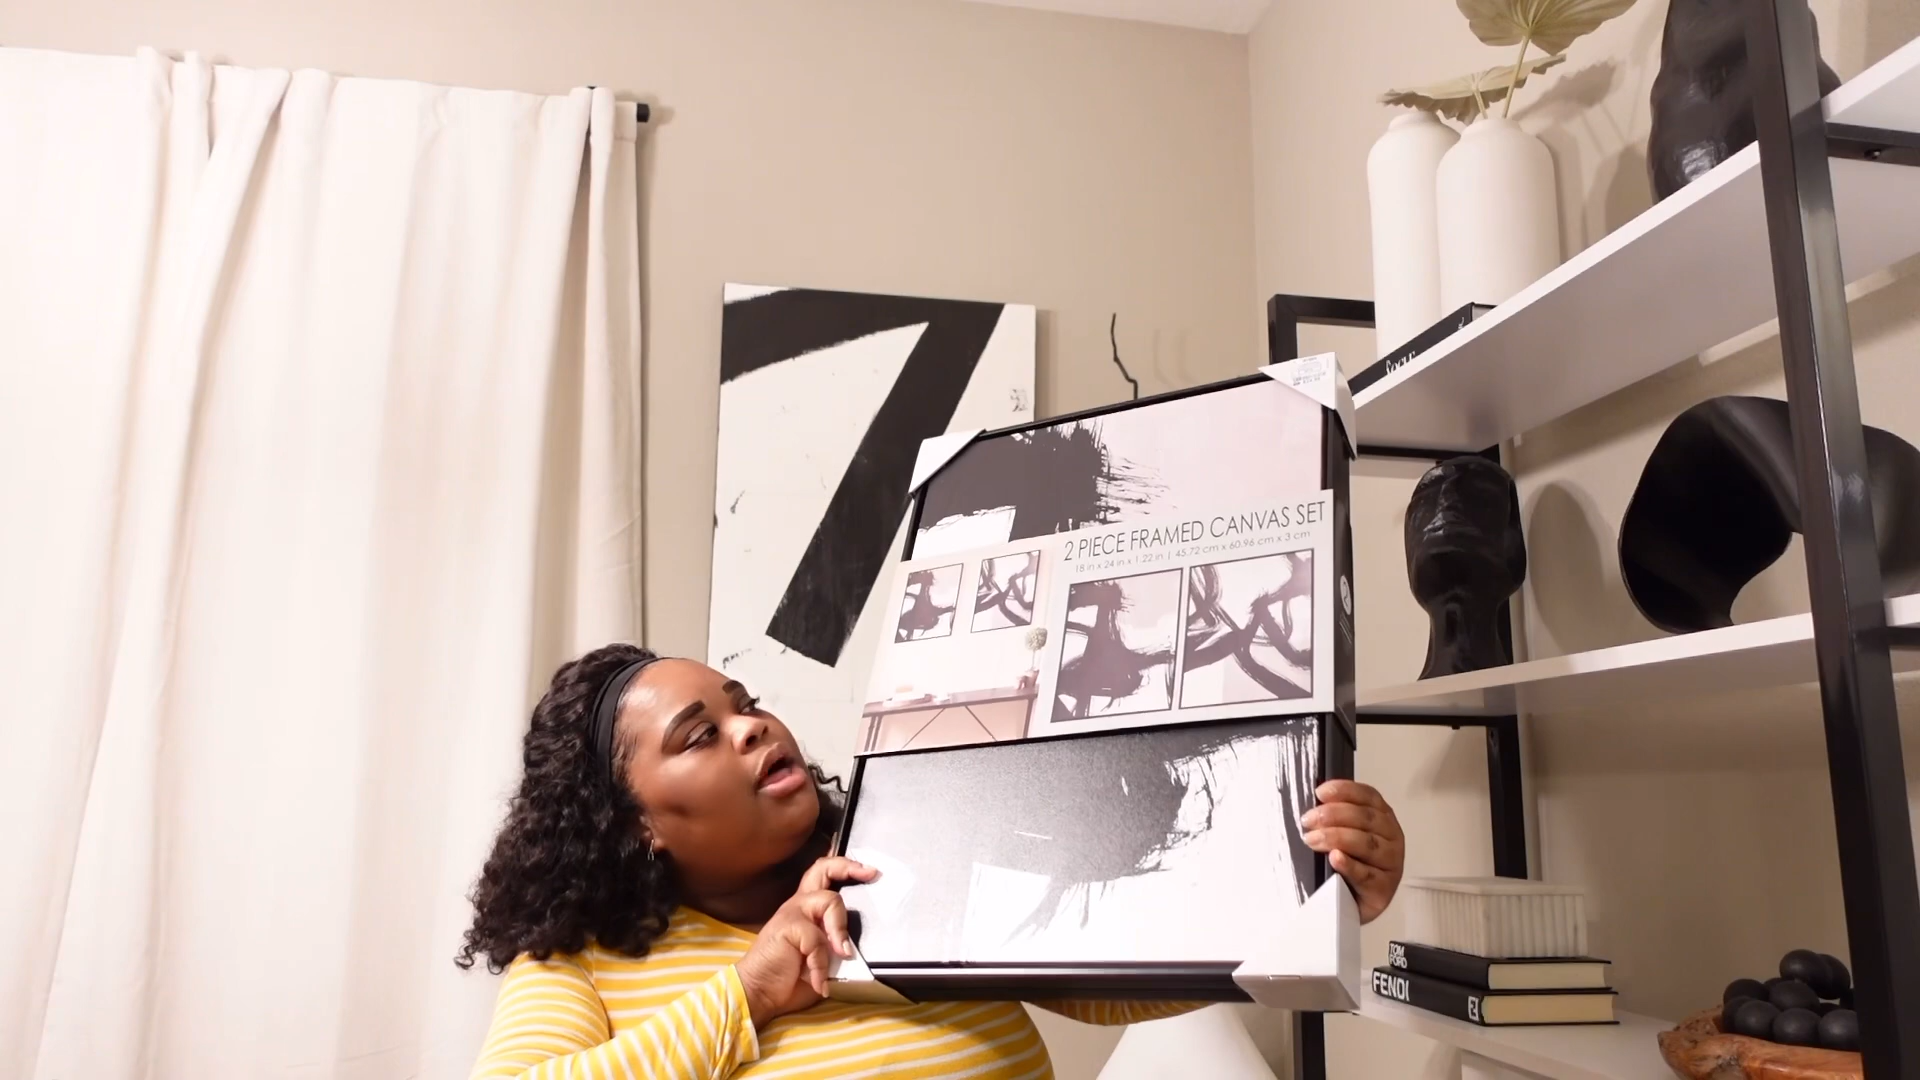 2 PIECE FRAMED CANVAS SET
18 in x 24 in x 1.22 in | 45.72 cm x 60.96 cm x 3 cm
TOM
FORD
FENDI